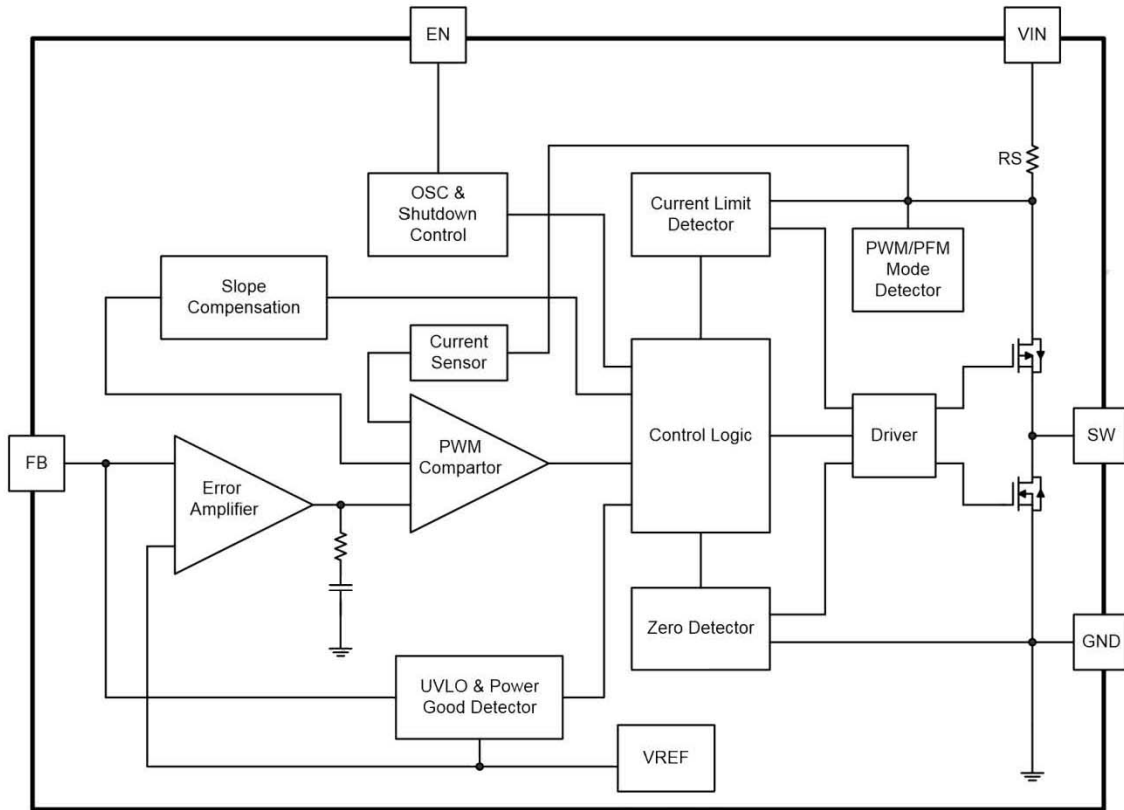 EN
VIN
RS
OSC &
Shutdown
Control
Current Limit
Detector
PWM/PFM
Mode
Detector
Slope
Compensation
Current
Sensor
FB
Error
Amplifier
PWM
Compartor
Control Logic
Driver
SW
Zero Detector
GND
UVLO & Power
Good Detector
VREF